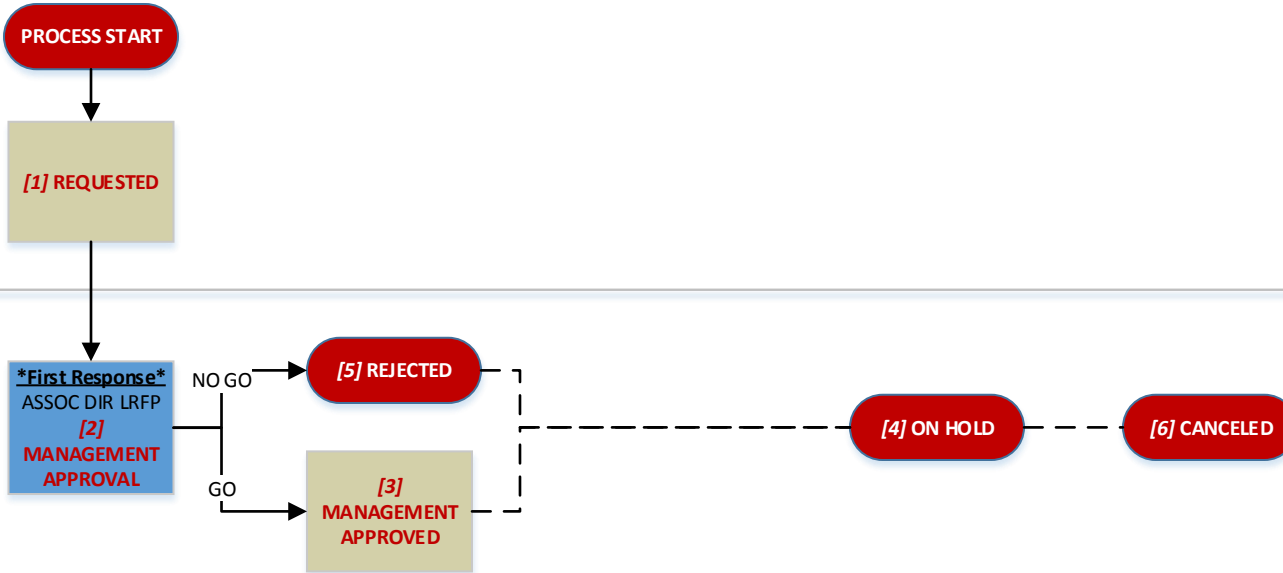 PROCESS START
[1] REQUESTED
*First Response*
ASSOC DIR LRFP
[2]
MANAGEMENT
APPROVAL
NO GO
GO
[5] REJECTED
[3]
MANAGEMENT
APPROVED
[4] ON HOLD
[6] CANCELED